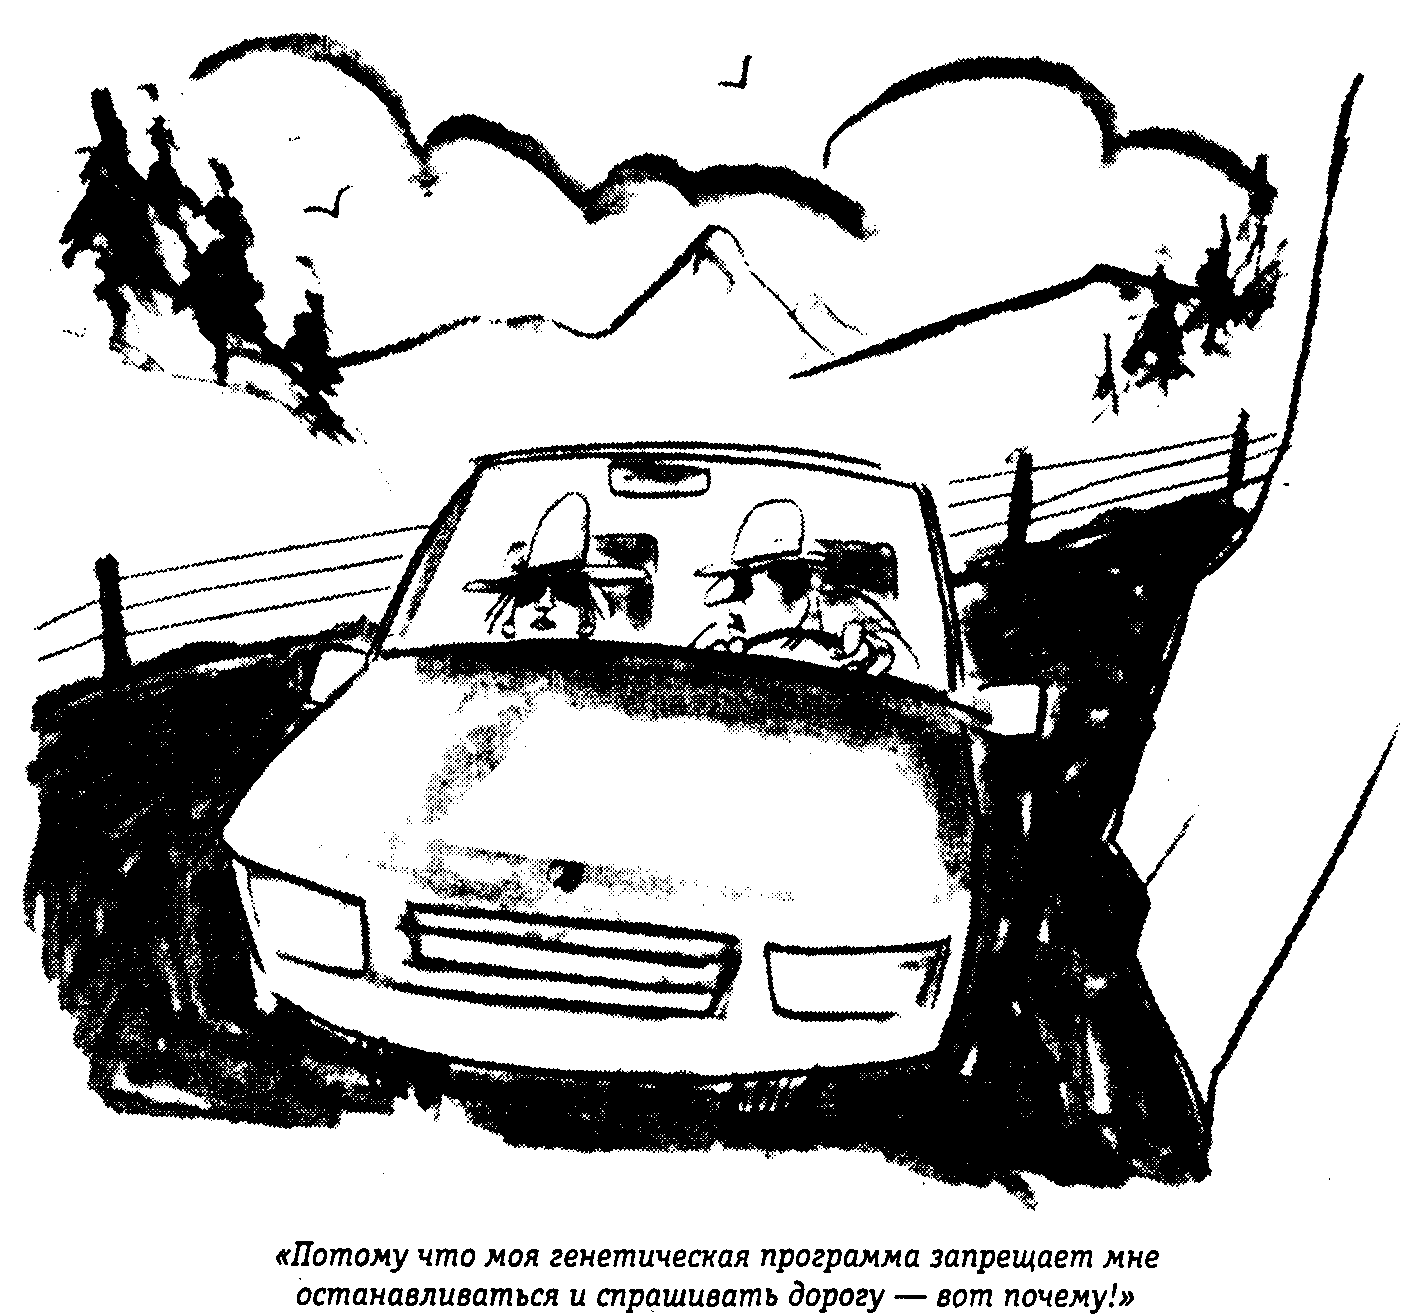 «Потому что моя генетическая программа запрещает мне
останавливаться и спрашивать дорогу — вот почему!»